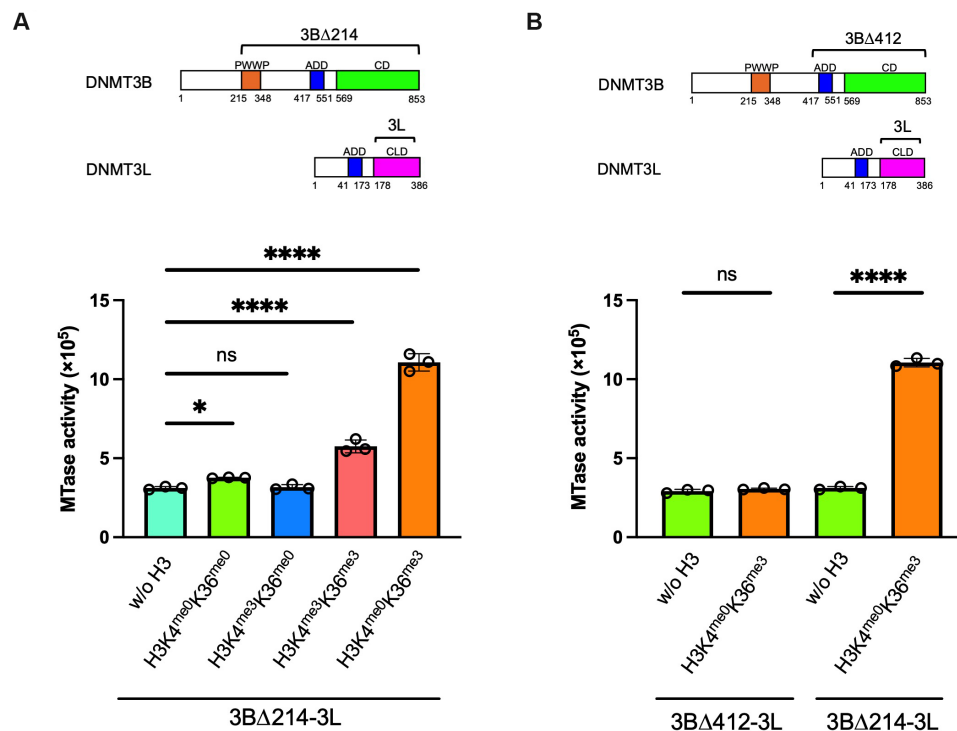 A
3BΔ214
PWWP ADD CD
DNMT3B
1 215 348 417 551 569 853
3L
ADD CLD
DNMT3L
1 41 173 178 386
****
****
ns
*
MTase activity (×10⁵)
15
10
5
0
w/o H3
H3K4ᵐᵉ⁰K36ᵐᵉ⁰
H3K4ᵐᵉ³K36ᵐᵉ⁰
H3K4ᵐᵉ³K36ᵐᵉ³
H3K4ᵐᵉ⁰K36ᵐᵉ³
3BΔ214-3L
B
3BΔ412
PWWP ADD CD
DNMT3B
1 215 348 417 551 569 853
3L
ADD CLD
DNMT3L
1 41 173 178 386
ns
****
MTase activity (×10⁵)
15
10
5
0
w/o H3
H3K4ᵐᵉ⁰K36ᵐᵉ³
w/o H3
H3K4ᵐᵉ⁰K36ᵐᵉ³
3BΔ412-3L
3BΔ214-3L